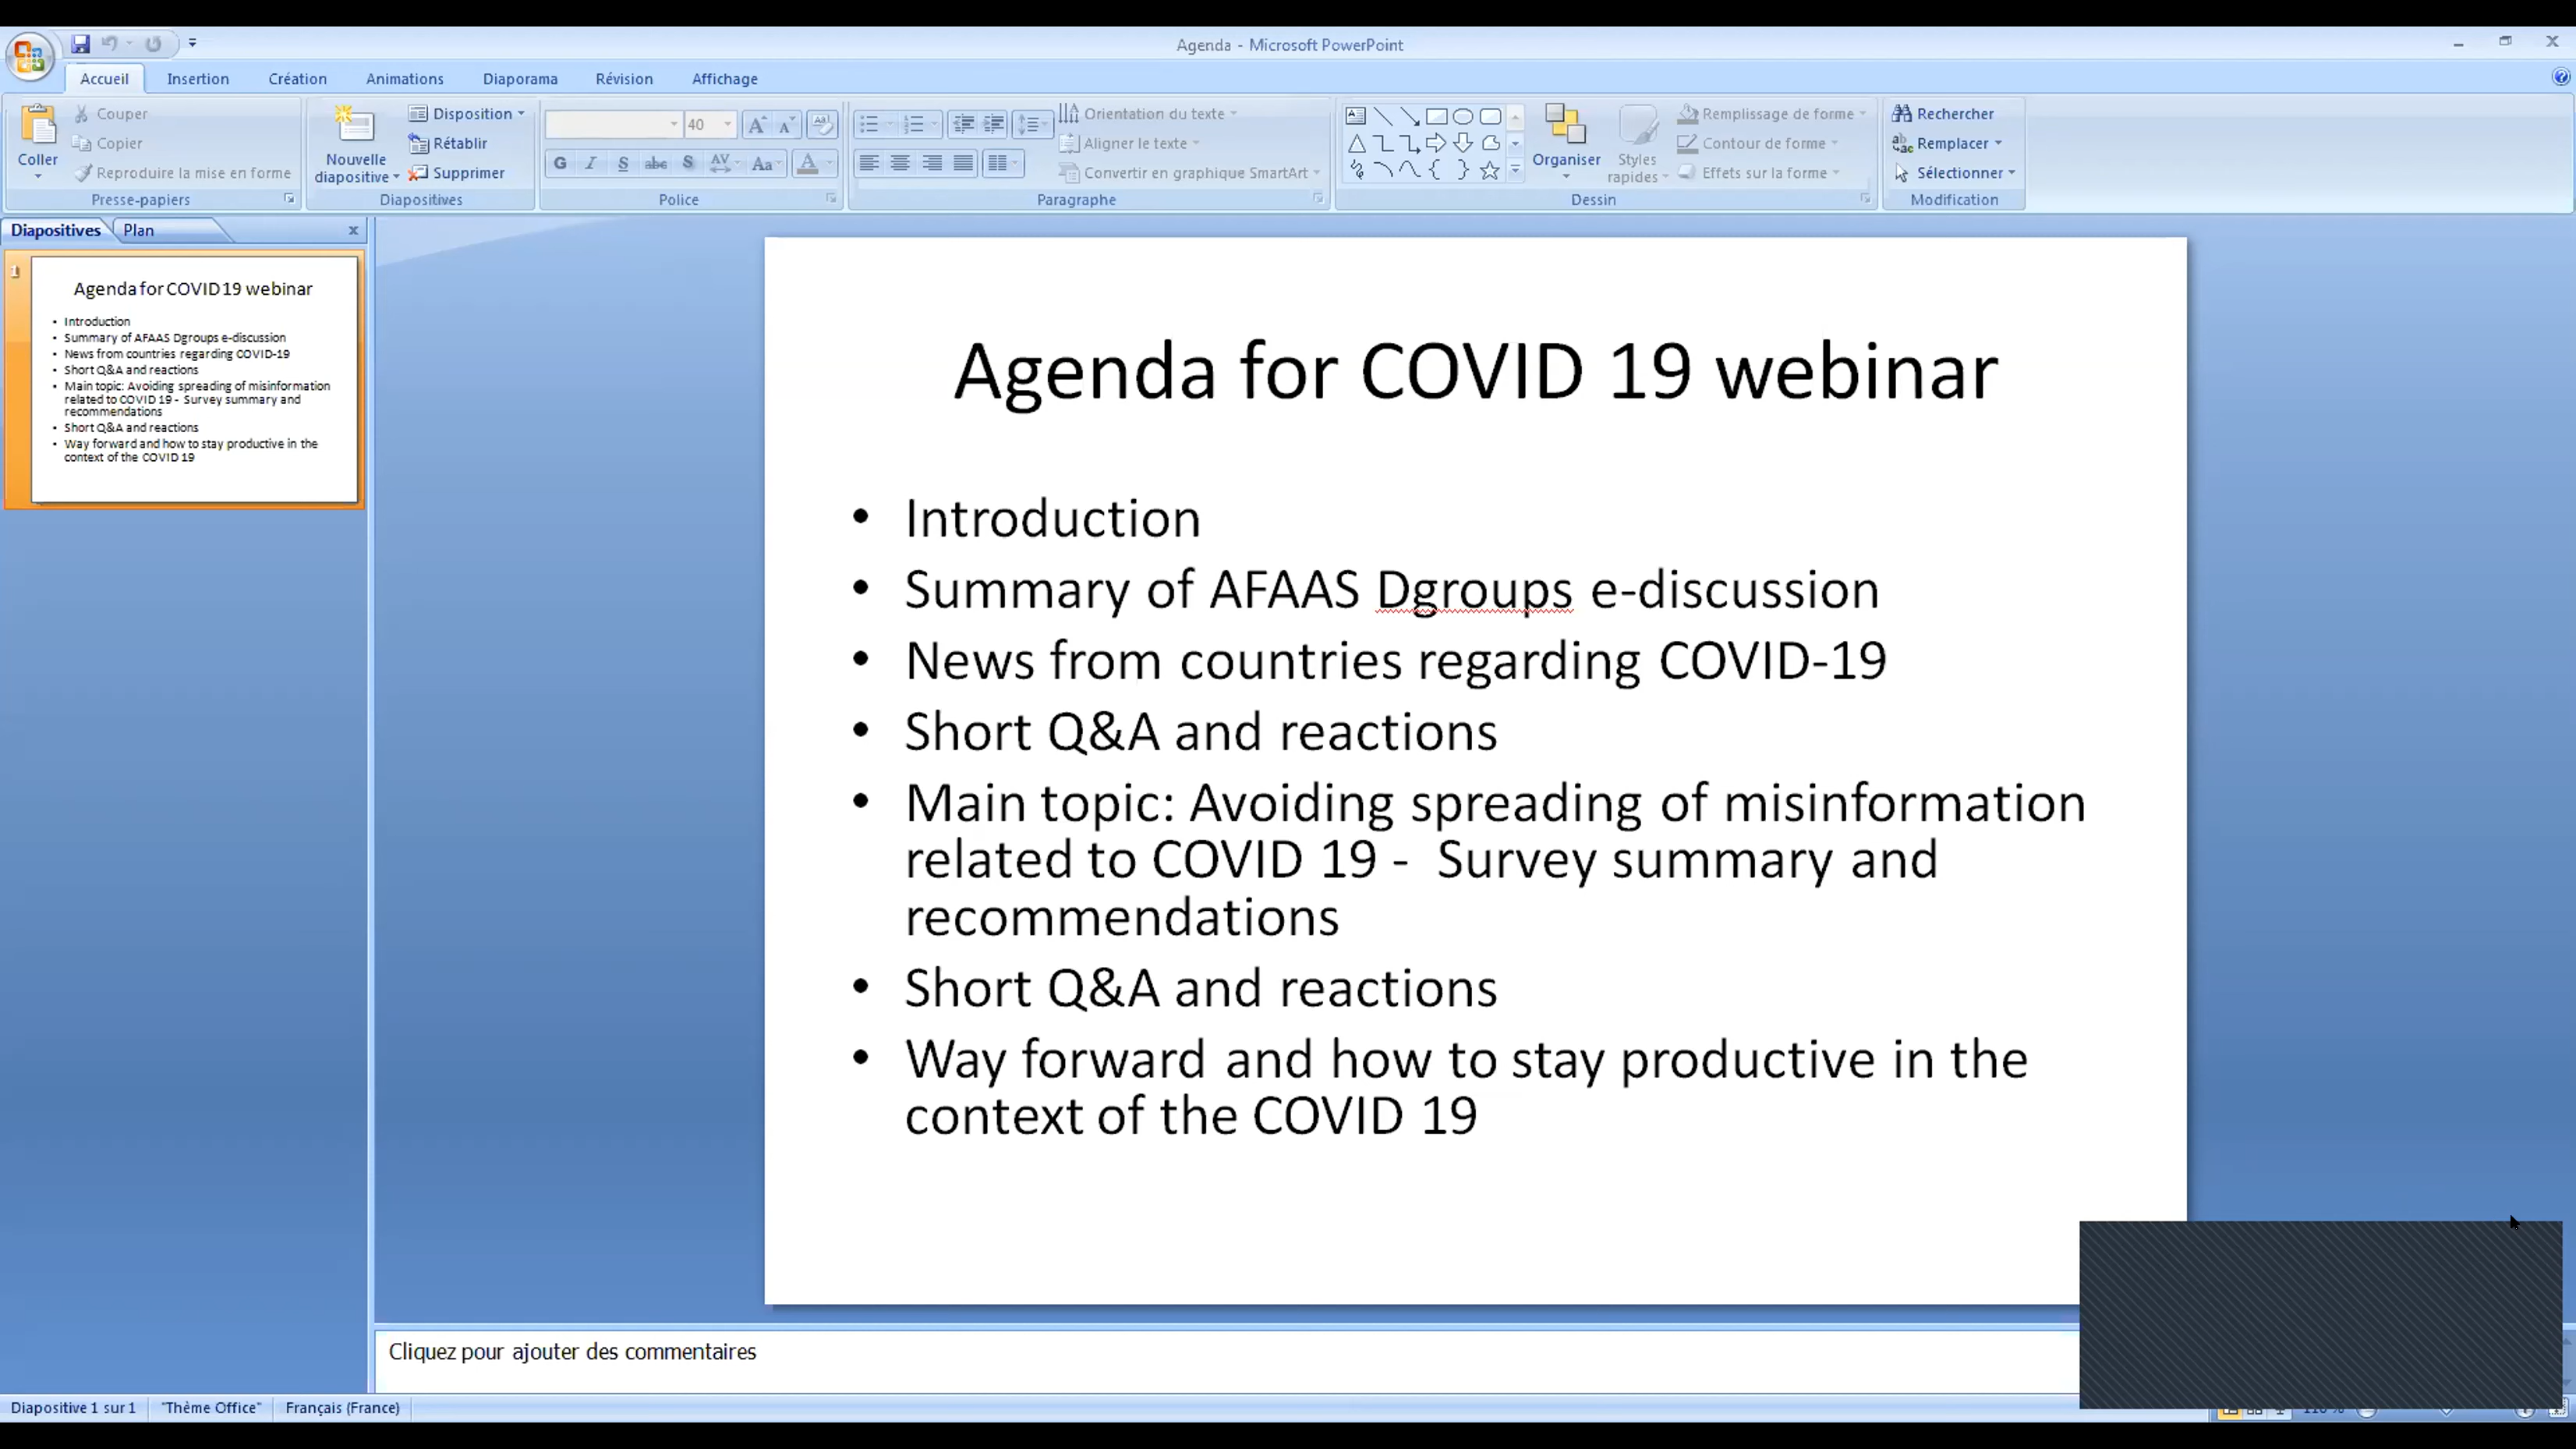 Agenda - Microsoft PowerPoint
Accueil Insertion Création Animations Diaporama Révision Affichage
Coller
Couper
Copier
Reproduire la mise en forme
Presse-papiers
Nouvelle
diapositive
Disposition
Rétablir
Supprimer
Diapositives
40
G I S abc S AV Aa A
Police
Orientation du texte
Aligner le texte
Convertir en graphique SmartArt
Paragraphe
Organiser
Styles
rapides
Remplissage de forme
Contour de forme
Effets sur la forme
Dessin
Rechercher
Remplacer
Sélectionner
Modification
Diapositives Plan
1
Agenda for COVID 19 webinar
• Introduction
• Summary of AFAAS Dgroups e-discussion
• News from countries regarding COVID-19
• Short Q&A and reactions
• Main topic: Avoiding spreading of misinformation
related to COVID 19 - Survey summary and
recommendations
• Short Q&A and reactions
• Way forward and how to stay productive in the
context of the COVID 19
Agenda for COVID 19 webinar
• Introduction
• Summary of AFAAS Dgroups e-discussion
• News from countries regarding COVID-19
• Short Q&A and reactions
• Main topic: Avoiding spreading of misinformation
related to COVID 19 - Survey summary and
recommendations
• Short Q&A and reactions
• Way forward and how to stay productive in the
context of the COVID 19
Cliquez pour ajouter des commentaires
Diapositive 1 sur 1 "Thème Office" Français (France)